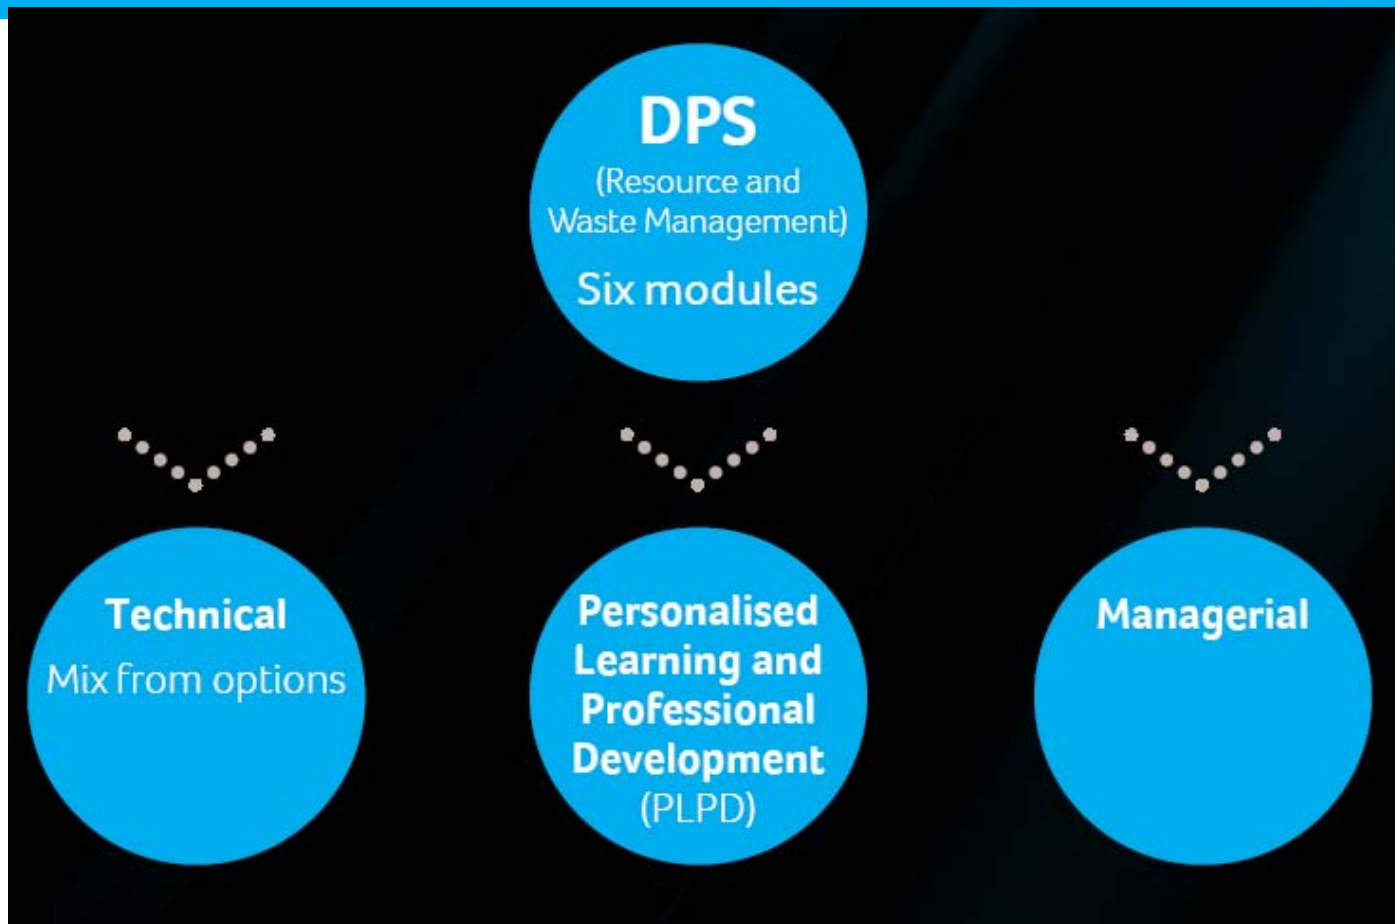 DPS
(Resource and
Waste Management)
Six modules
Technical
Mix from options
Personalised
Learning and
Professional
Development
(PLPD)
Managerial